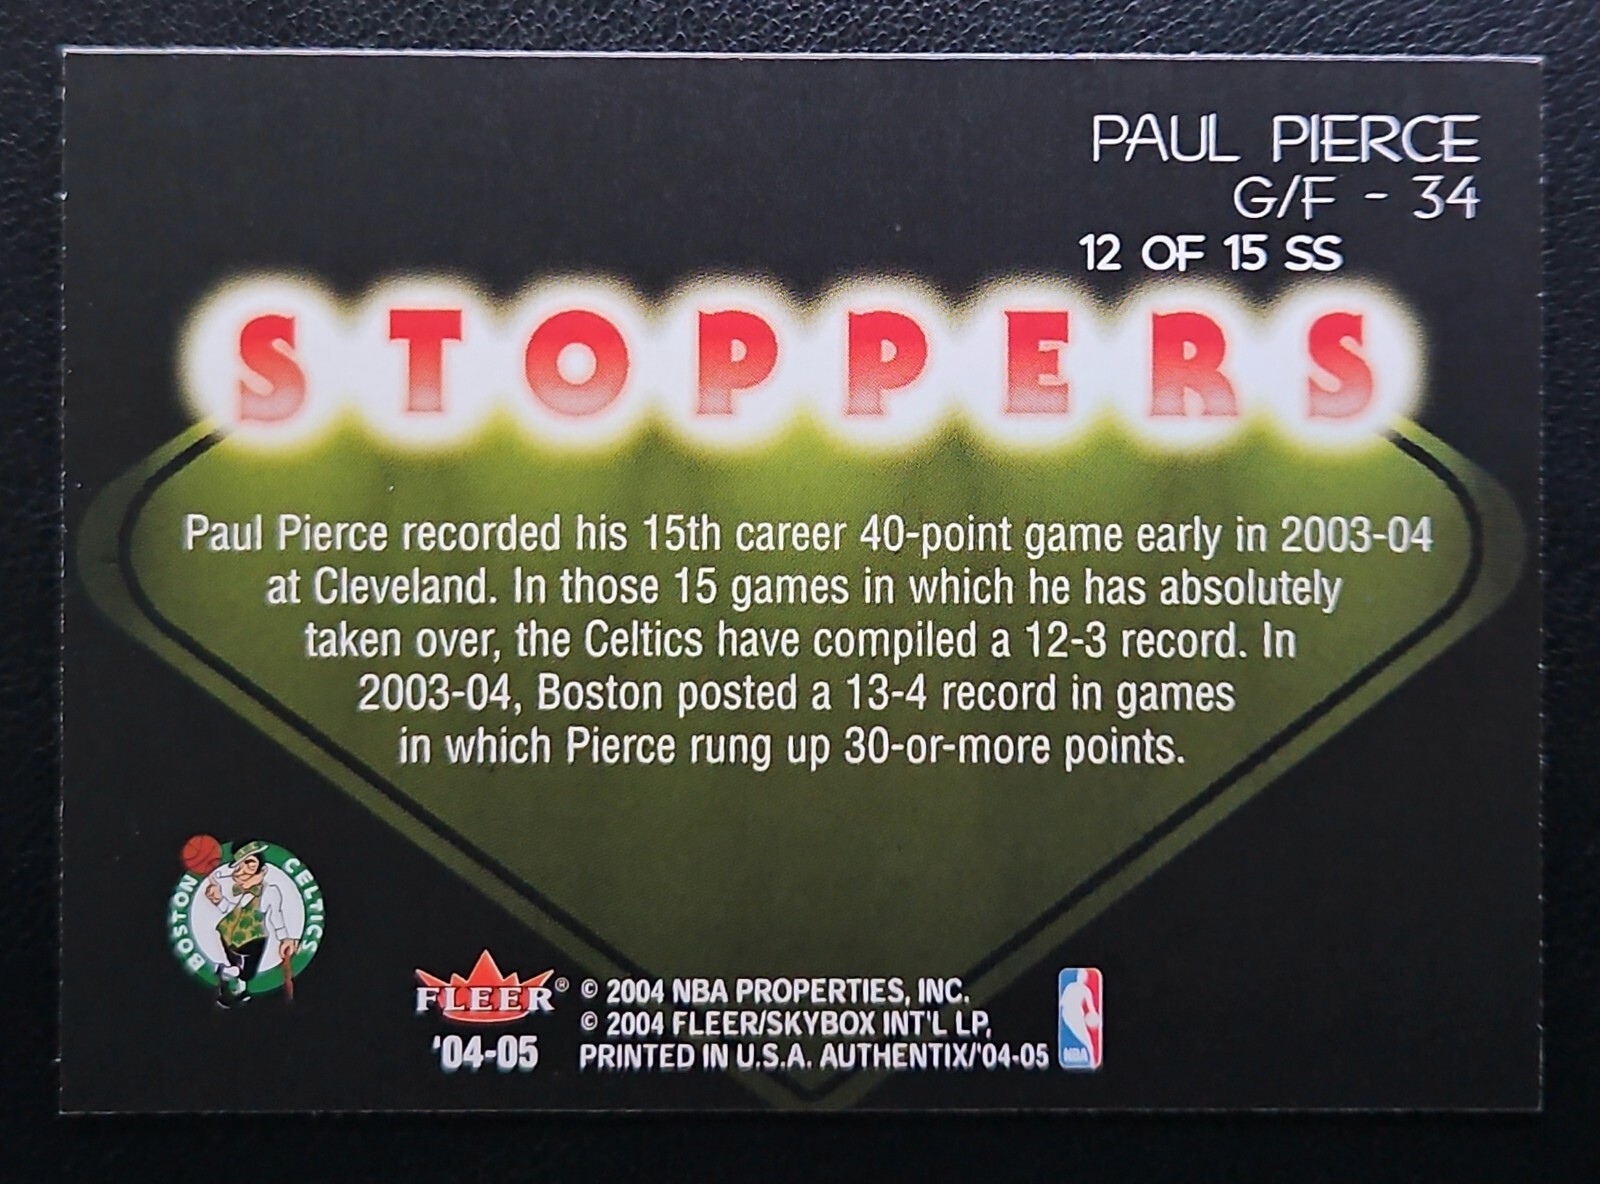 PAUL PIERCE
G/F - 34
12 OF 15 SS
STOPPERS
Paul Pierce recorded his 15th career 40-point game early in 2003-04
at Cleveland. In those 15 games in which he has absolutely
taken over, the Celtics have compiled a 12-3 record. In
2003-04, Boston posted a 13-4 record in games
in which Pierce rung up 30-or-more points.
BOSTON CELTICS
FLEER® © 2004 NBA PROPERTIES, INC.
© 2004 FLEER/SKYBOX INT'L LP,
'04-05 PRINTED IN U.S.A. AUTHENTIX/'04-05
NBA